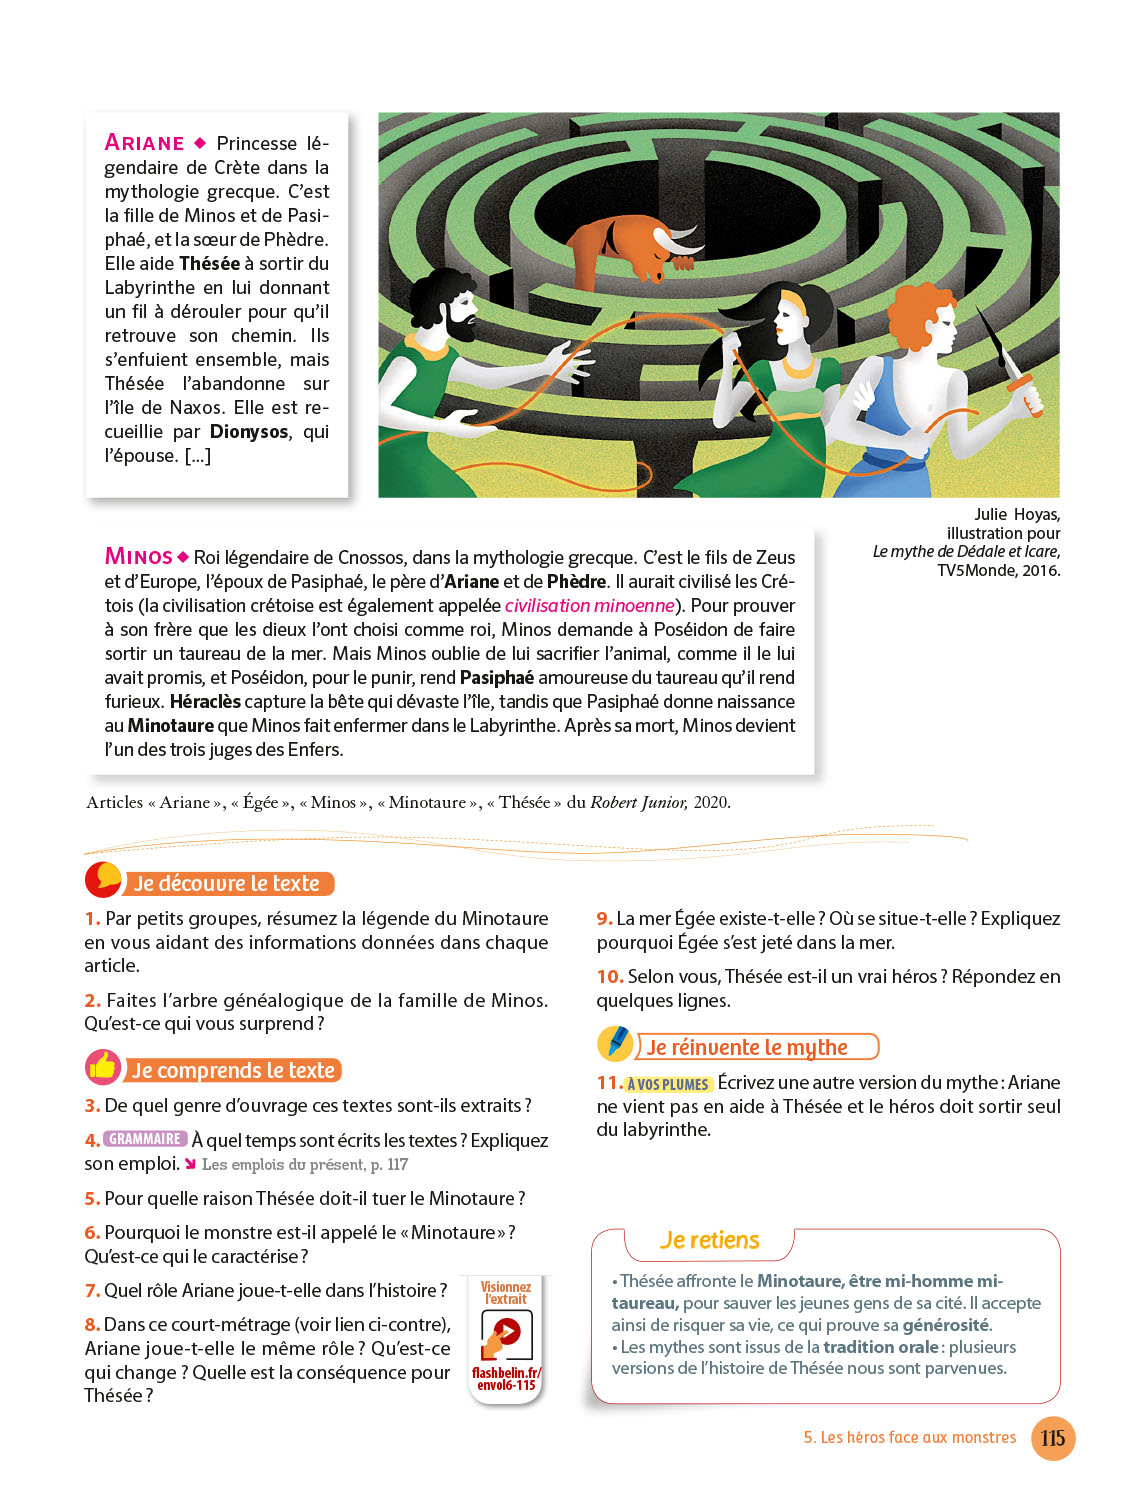 ARIANE ◆ Princesse lé-
gendaire de Crète dans la
mythologie grecque. C’est
la fille de Minos et de Pasi-
phaé, et la sœur de Phèdre.
Elle aide Thésée à sortir du
Labyrinthe en lui donnant
un fil à dérouler pour qu’il
retrouve son chemin. Ils
s’enfuient ensemble, mais
Thésée l’abandonne sur
l’île de Naxos. Elle est re-
cueillie par Dionysos, qui
l’épouse. [...]
Julie Hoyas,
illustration pour
Le mythe de Dédale et Icare,
TV5Monde, 2016.
MINOS ◆ Roi légendaire de Cnossos, dans la mythologie grecque. C’est le fils de Zeus
et d’Europe, l’époux de Pasiphaé, le père d’Ariane et de Phèdre. Il aurait civilisé les Cré-
tois (la civilisation crétoise est également appelée civilisation minoenne). Pour prouver
à son frère que les dieux l’ont choisi comme roi, Minos demande à Poséidon de faire
sortir un taureau de la mer. Mais Minos oublie de lui sacrifier l’animal, comme il le lui
avait promis, et Poséidon, pour le punir, rend Pasiphaé amoureuse du taureau qu’il rend
furieux. Héraclès capture la bête qui dévaste l’île, tandis que Pasiphaé donne naissance
au Minotaure que Minos fait enfermer dans le Labyrinthe. Après sa mort, Minos devient
l’un des trois juges des Enfers.
Articles « Ariane », « Égée », « Minos », « Minotaure », « Thésée » du Robert Junior, 2020.
Je découvre le texte
1. Par petits groupes, résumez la légende du Minotaure
en vous aidant des informations données dans chaque
article.
2. Faites l’arbre généalogique de la famille de Minos.
Qu’est-ce qui vous surprend ?
Je comprends le texte
3. De quel genre d’ouvrage ces textes sont-ils extraits ?
4. GRAMMAIRE À quel temps sont écrits les textes ? Expliquez
son emploi. ➘ Les emplois du présent, p. 117
5. Pour quelle raison Thésée doit-il tuer le Minotaure ?
6. Pourquoi le monstre est-il appelé le « Minotaure » ?
Qu’est-ce qui le caractérise ?
7. Quel rôle Ariane joue-t-elle dans l’histoire ?
8. Dans ce court-métrage (voir lien ci-contre),
Ariane joue-t-elle le même rôle ? Qu’est-ce
qui change ? Quelle est la conséquence pour
Thésée ?
Visionnez
l’extrait
flashbelin.fr/
envol6-115
9. La mer Égée existe-t-elle ? Où se situe-t-elle ? Expliquez
pourquoi Égée s’est jeté dans la mer.
10. Selon vous, Thésée est-il un vrai héros ? Répondez en
quelques lignes.
Je réinvente le mythe
11. À VOS PLUMES Écrivez une autre version du mythe : Ariane
ne vient pas en aide à Thésée et le héros doit sortir seul
du labyrinthe.
Je retiens
• Thésée affronte le Minotaure, être mi-homme mi-
taureau, pour sauver les jeunes gens de sa cité. Il accepte
ainsi de risquer sa vie, ce qui prouve sa générosité.
• Les mythes sont issus de la tradition orale : plusieurs
versions de l’histoire de Thésée nous sont parvenues.
5. Les héros face aux monstres 115